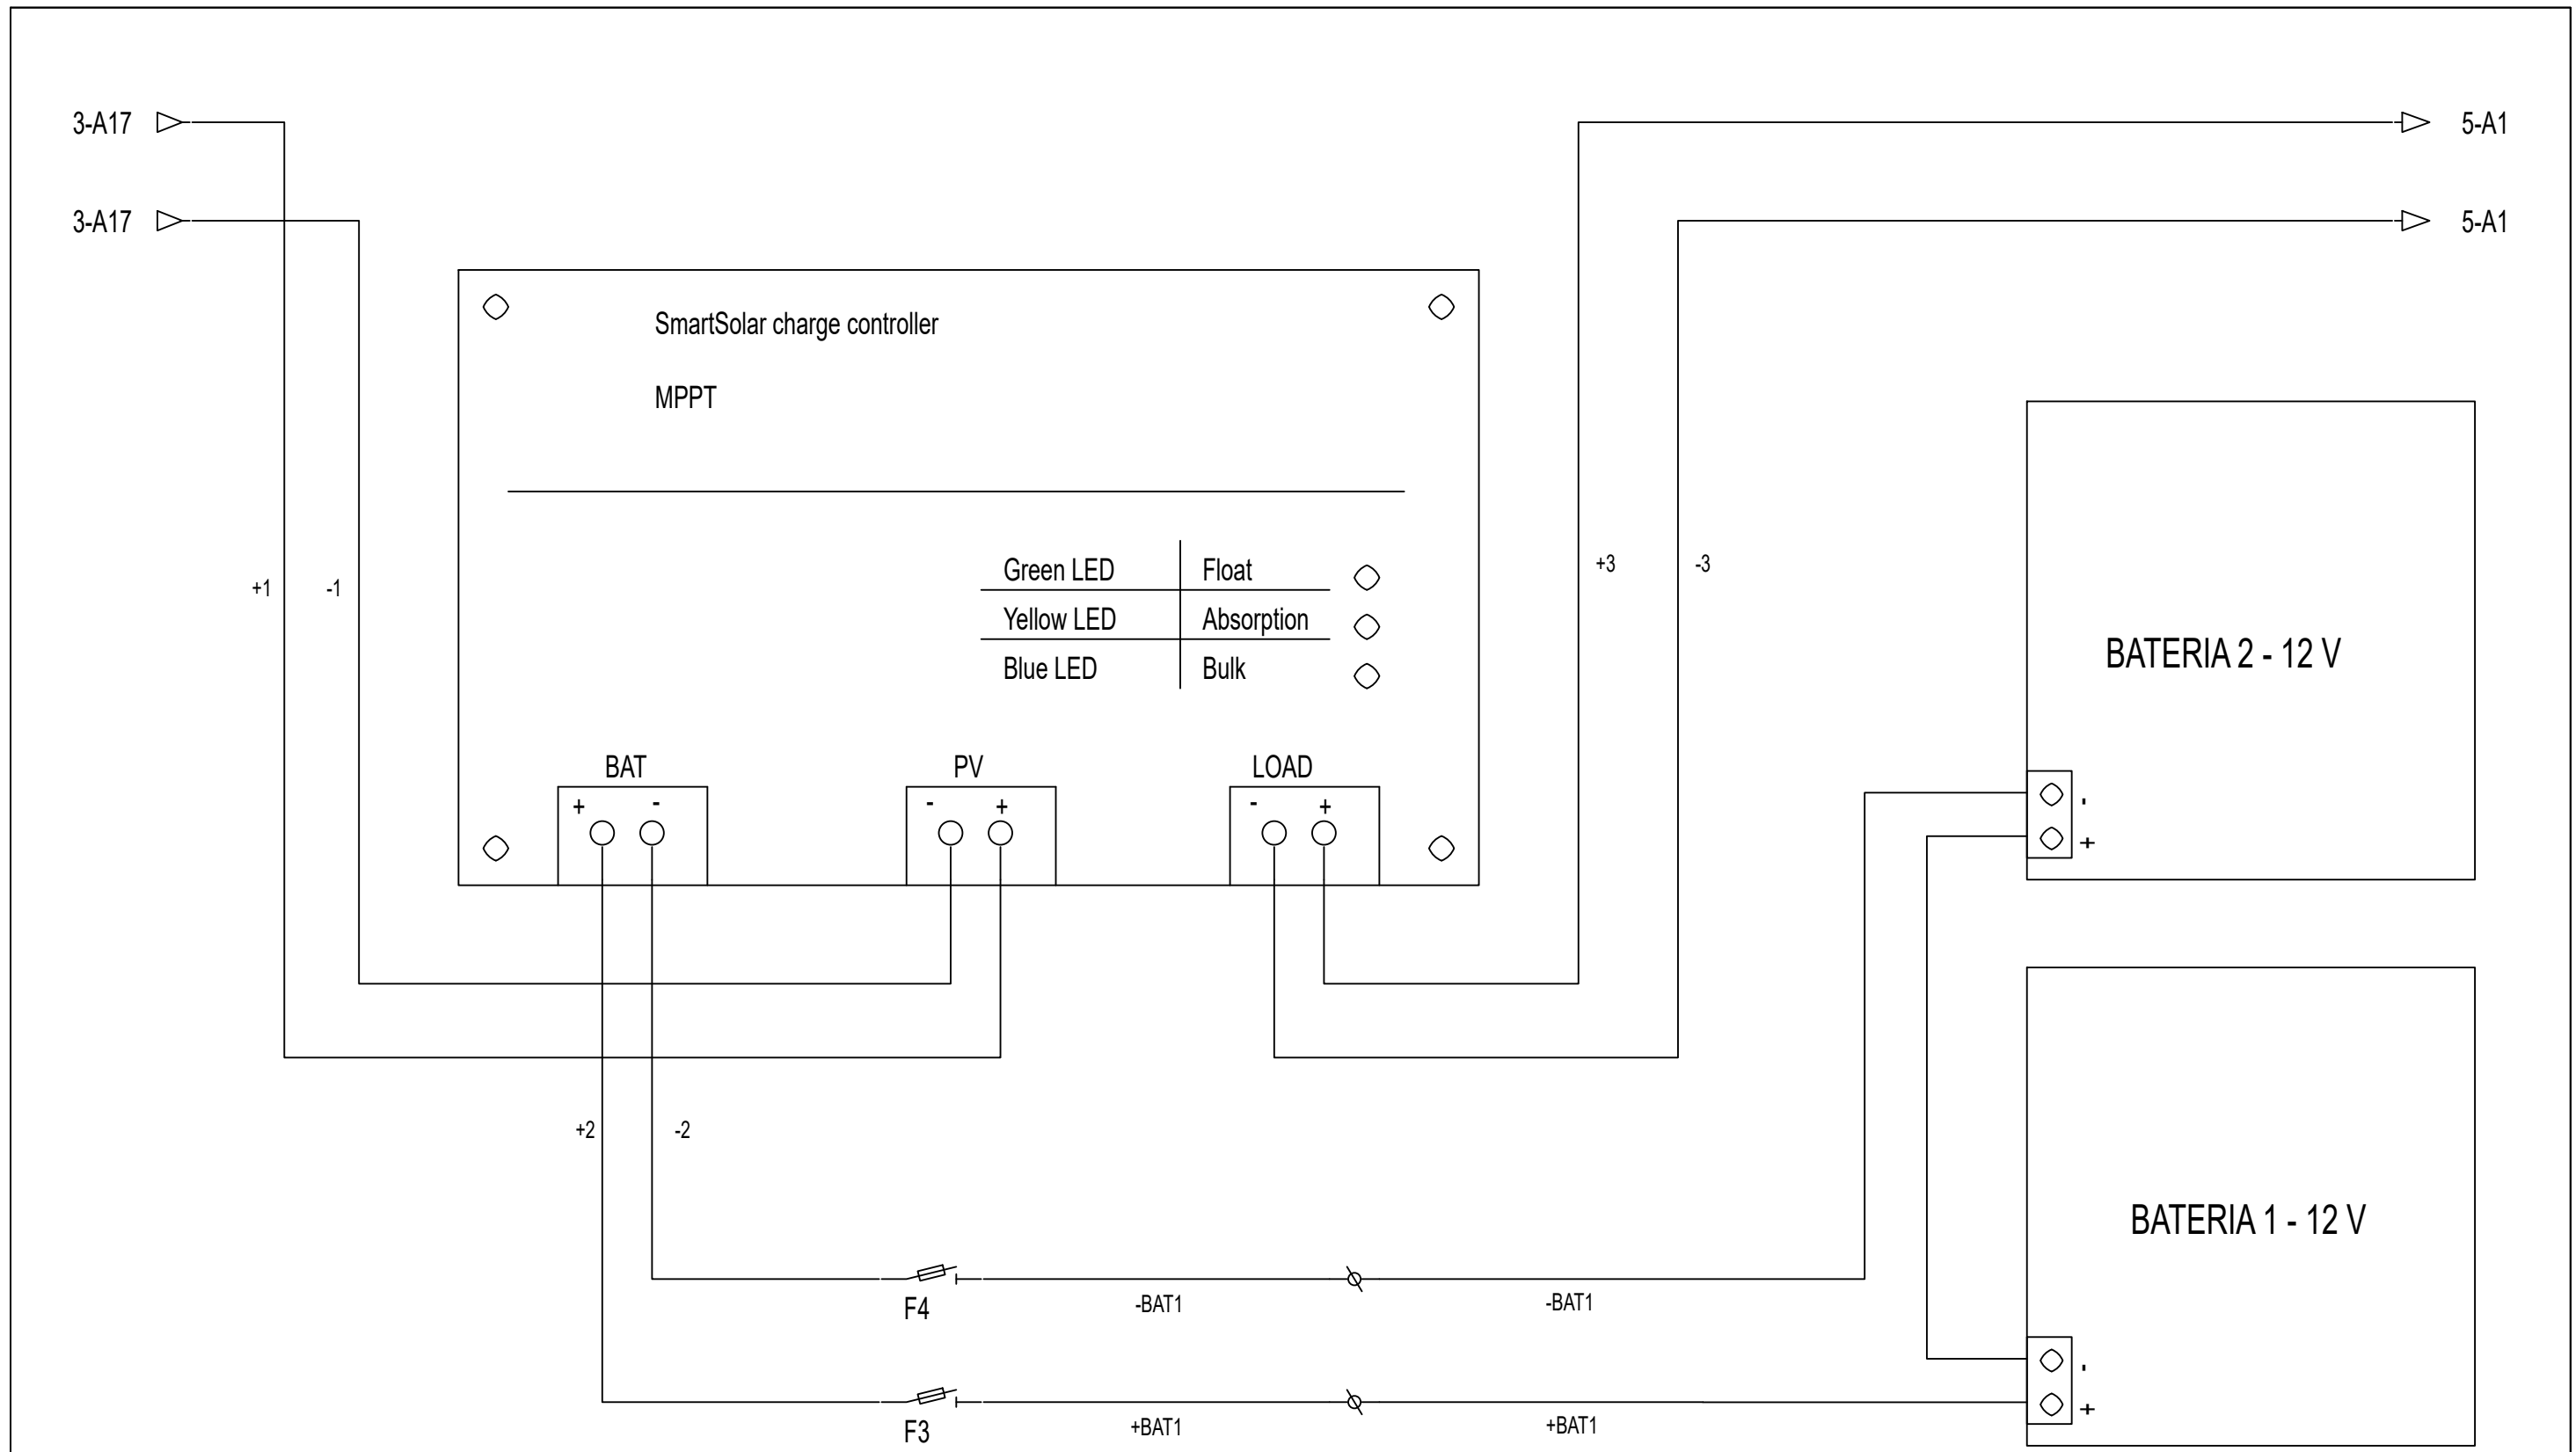 3-A17
5-A1
3-A17
5-A1
SmartSolar charge controller
MPPT
Green LED Float
Yellow LED Absorption
Blue LED Bulk
+1
-1
+3
-3
BATERIA 2 - 12 V
BAT
PV
LOAD
+ -
- +
- +
-
+
+2
-2
BATERIA 1 - 12 V
F4
-BAT1
-BAT1
-
+
F3
+BAT1
+BAT1